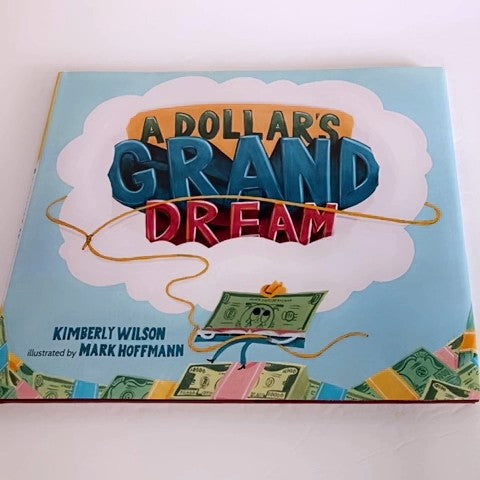 A DOLLAR'S
GRAND
DREAM
KIMBERLY WILSON
illustrated by MARK HOFFMANN